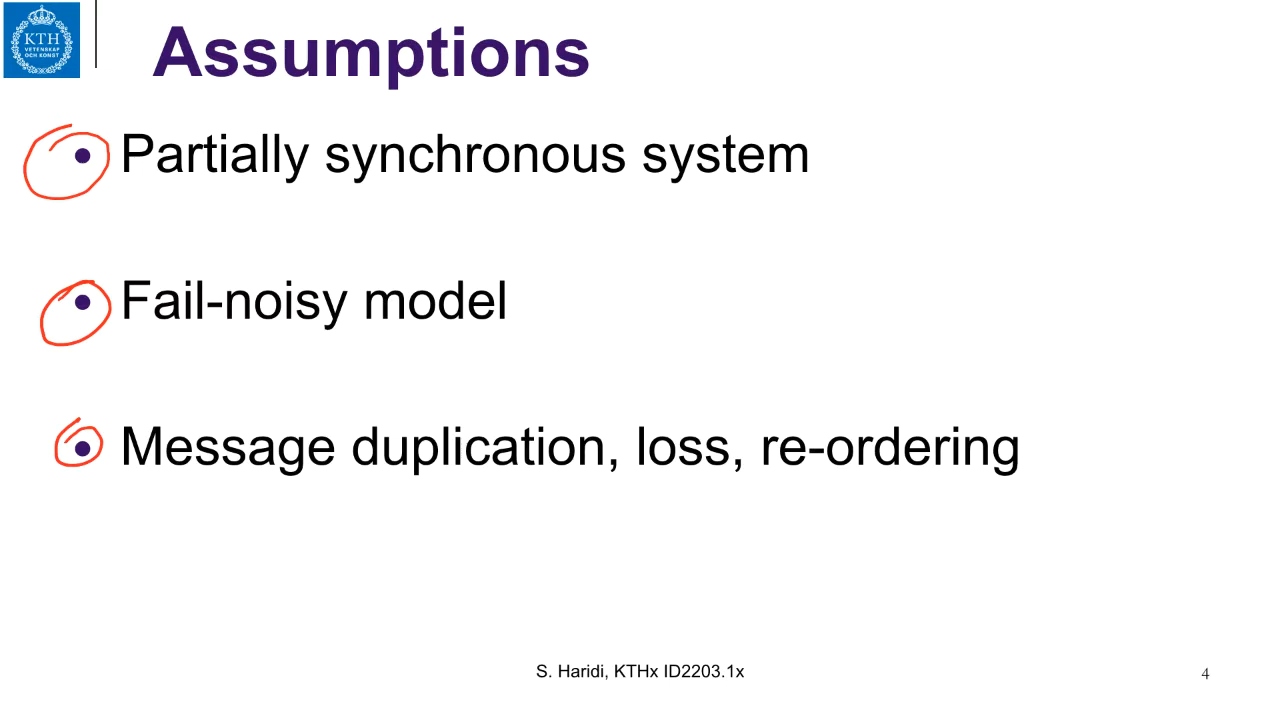 KTH
VETENSKAP
OCH KONST
Assumptions
• Partially synchronous system
• Fail-noisy model
• Message duplication, loss, re-ordering
S. Haridi, KTHx ID2203.1x
4